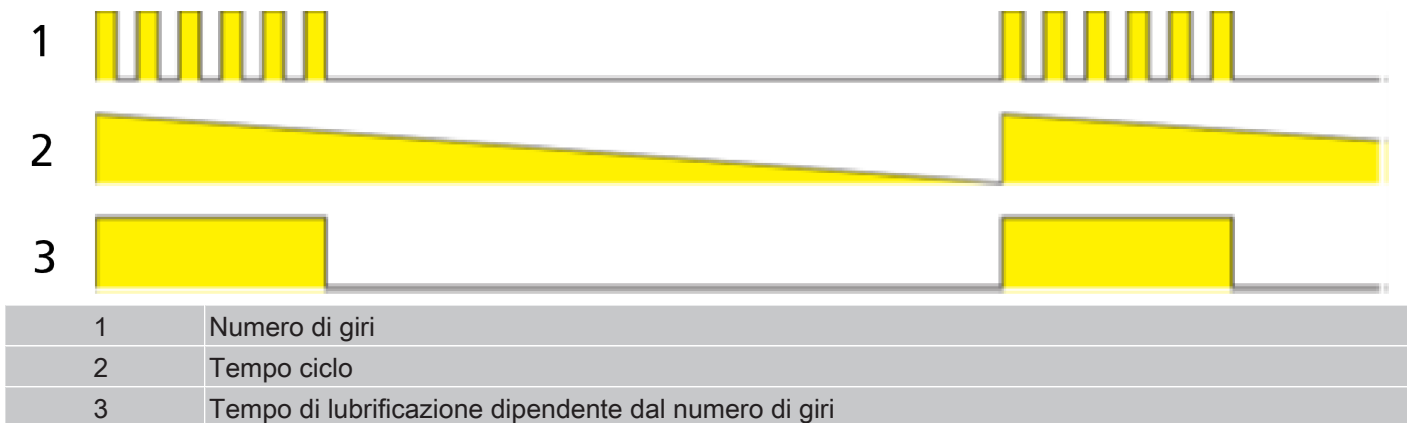 1
2
3
1 Numero di giri
2 Tempo ciclo
3 Tempo di lubrificazione dipendente dal numero di giri